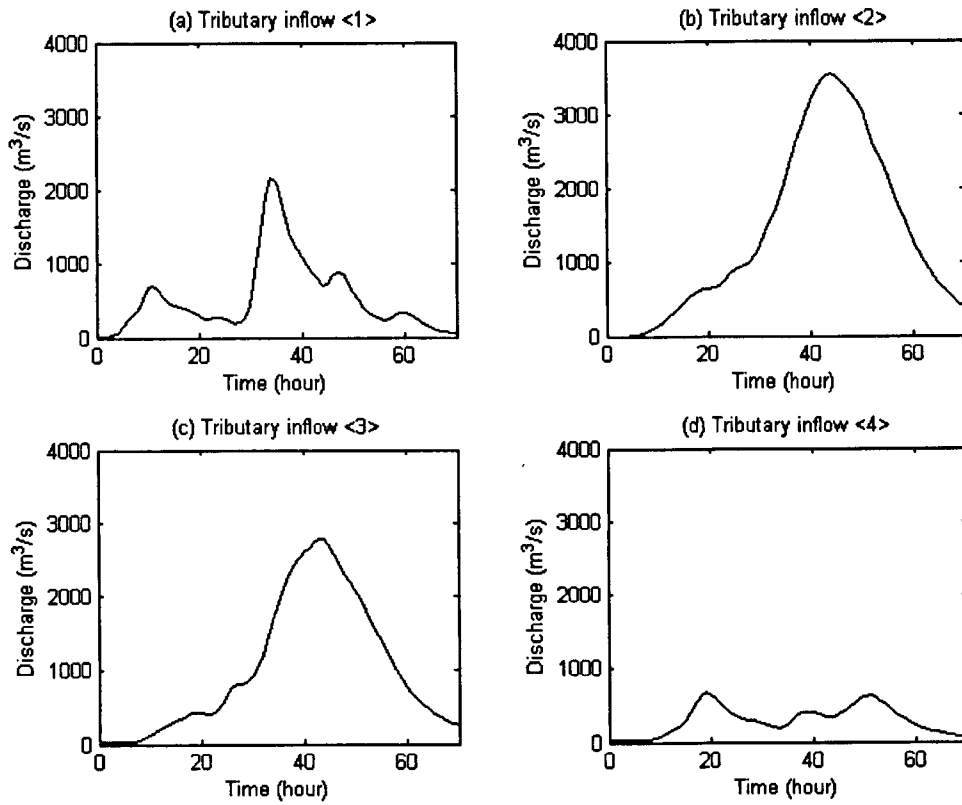 (a) Tributary inflow <1>
4000
3000
2000
1000
0
Discharge (m³/s)
0 20 40 60
Time (hour)
(b) Tributary inflow <2>
4000
3000
2000
1000
0
Discharge (m³/s)
0 20 40 60
Time (hour)
(c) Tributary inflow <3>
4000
3000
2000
1000
0
Discharge (m³/s)
0 20 40 60
Time (hour)
(d) Tributary inflow <4>
4000
3000
2000
1000
0
Discharge (m³/s)
0 20 40 60
Time (hour)